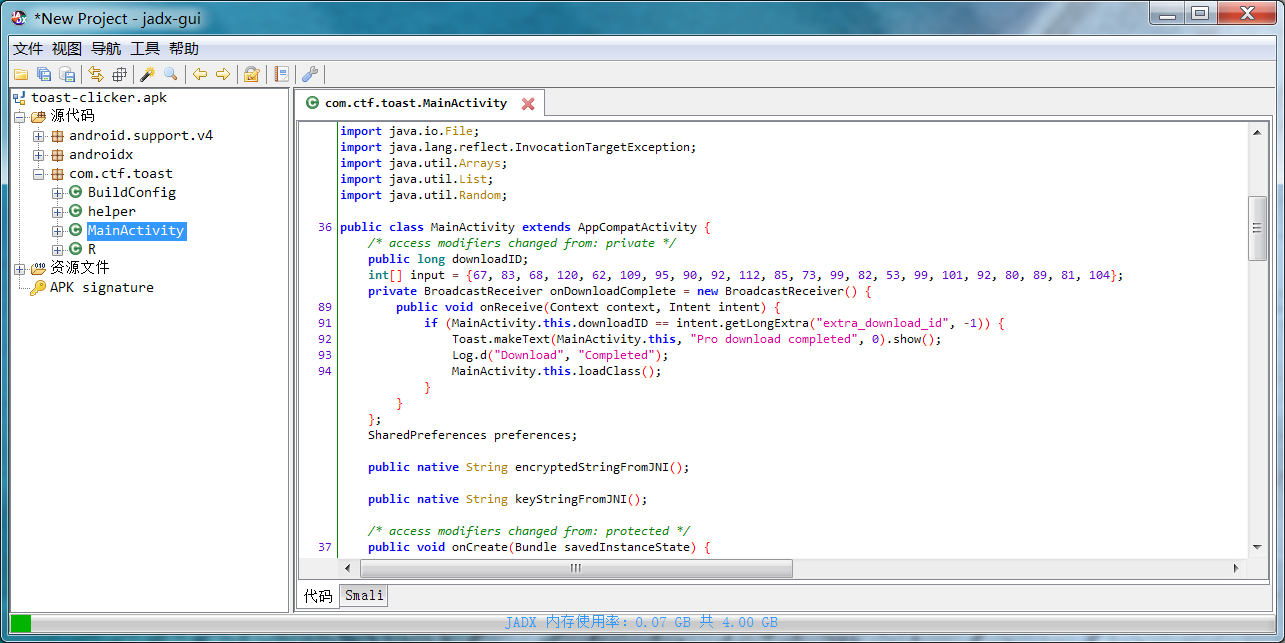 *New Project - jadx-gui
文件 视图 导航 工具 帮助
toast-clicker.apk
源代码
android.support.v4
androidx
com.ctf.toast
BuildConfig
helper
MainActivity
R
资源文件
APK signature
com.ctf.toast.MainActivity
import java.io.File;
import java.lang.reflect.InvocationTargetException;
import java.util.Arrays;
import java.util.List;
import java.util.Random;
36 public class MainActivity extends AppCompatActivity {
/* access modifiers changed from: private */
public long downloadID;
int[] input = {67, 83, 68, 120, 62, 109, 95, 90, 92, 112, 85, 73, 99, 82, 53, 99, 101, 92, 80, 89, 81, 104};
private BroadcastReceiver onDownloadComplete = new BroadcastReceiver() {
89 public void onReceive(Context context, Intent intent) {
91 if (MainActivity.this.downloadID == intent.getLongExtra("extra_download_id", -1)) {
92 Toast.makeText(MainActivity.this, "Pro download completed", 0).show();
93 Log.d("Download", "Completed");
94 MainActivity.this.loadClass();
}
}
};
SharedPreferences preferences;
public native String encryptedStringFromJNI();
public native String keyStringFromJNI();
/* access modifiers changed from: protected */
37 public void onCreate(Bundle savedInstanceState) {
代码 Smali
JADX 内存使用率: 0.07 GB 共 4.00 GB